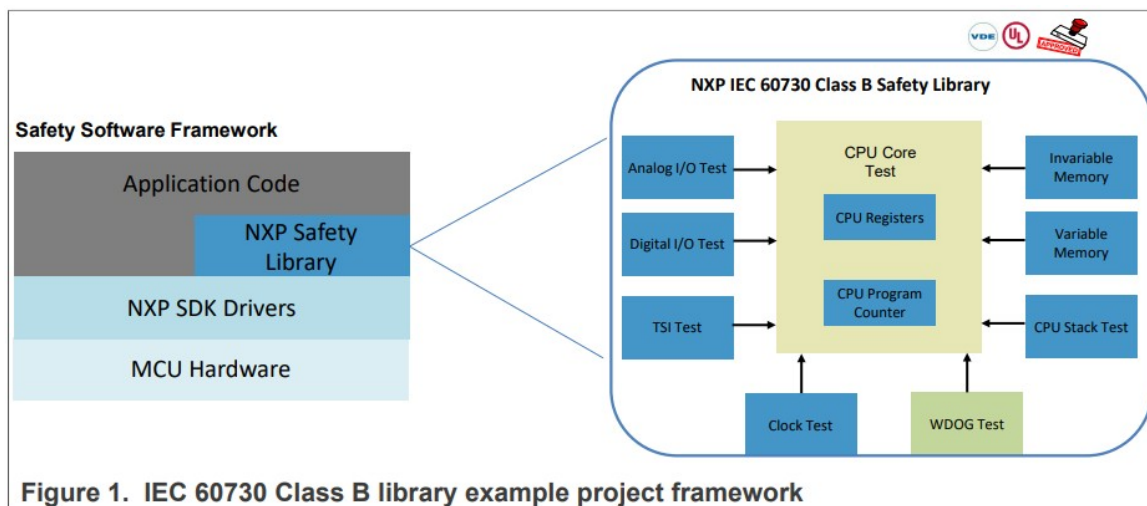 VDE
UL
APPROVED
NXP IEC 60730 Class B Safety Library
Safety Software Framework
Application Code
NXP Safety
Library
NXP SDK Drivers
MCU Hardware
Analog I/O Test
Digital I/O Test
TSI Test
CPU Core
Test
CPU Registers
CPU Program
Counter
Invariable
Memory
Variable
Memory
CPU Stack Test
Clock Test
WDOG Test
Figure 1. IEC 60730 Class B library example project framework